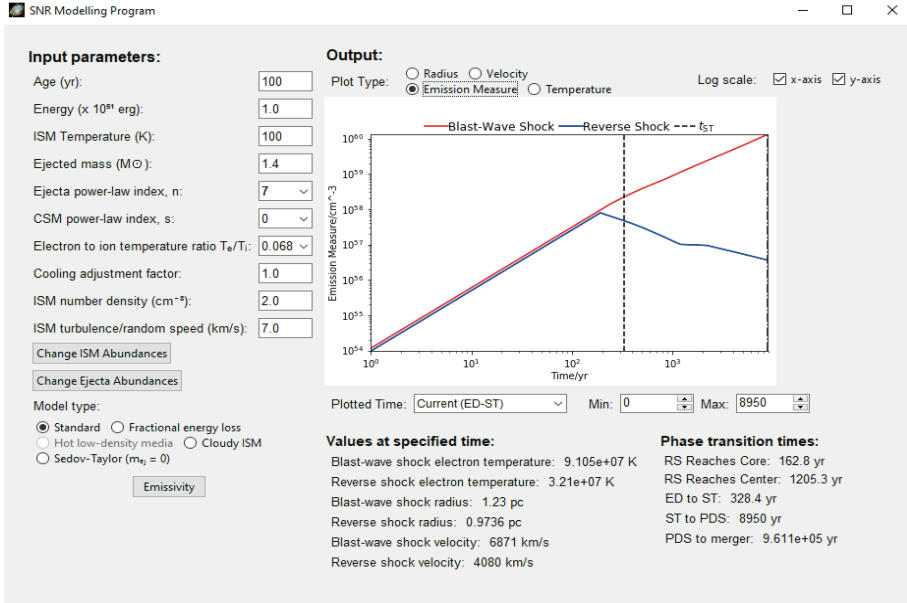 SNR Modelling Program
Input parameters:
Age (yr): 100
Energy (x 10⁵¹ erg): 1.0
ISM Temperature (K): 100
Ejected mass (M⊙): 1.4
Ejecta power-law index, n: 7
CSM power-law index, s: 0
Electron to ion temperature ratio Tₑ/Tᵢ: 0.068
Cooling adjustment factor: 1.0
ISM number density (cm⁻³): 2.0
ISM turbulence/random speed (km/s): 7.0
Change ISM Abundances
Change Ejecta Abundances
Model type:
Standard Fractional energy loss
Hot low-density media Cloudy ISM
Sedov-Taylor (mₑⱼ = 0)
Emissivity
Output:
Plot Type: Radius Velocity
Emission Measure Temperature
Log scale: x-axis y-axis
Blast-Wave Shock Reverse Shock t_ST
Emission Measure/cm^-3
10⁶⁰
10⁵⁹
10⁵⁸
10⁵⁷
10⁵⁶
10⁵⁵
10⁵⁴
10⁰ 10¹ 10² 10³
Time/yr
Plotted Time: Current (ED-ST) Min: 0 Max: 8950
Values at specified time:
Blast-wave shock electron temperature: 9.105e+07 K
Reverse shock electron temperature: 3.21e+07 K
Blast-wave shock radius: 1.23 pc
Reverse shock radius: 0.9736 pc
Blast-wave shock velocity: 6871 km/s
Reverse shock velocity: 4080 km/s
Phase transition times:
RS Reaches Core: 162.8 yr
RS Reaches Center: 1205.3 yr
ED to ST: 328.4 yr
ST to PDS: 8950 yr
PDS to merger: 9.611e+05 yr